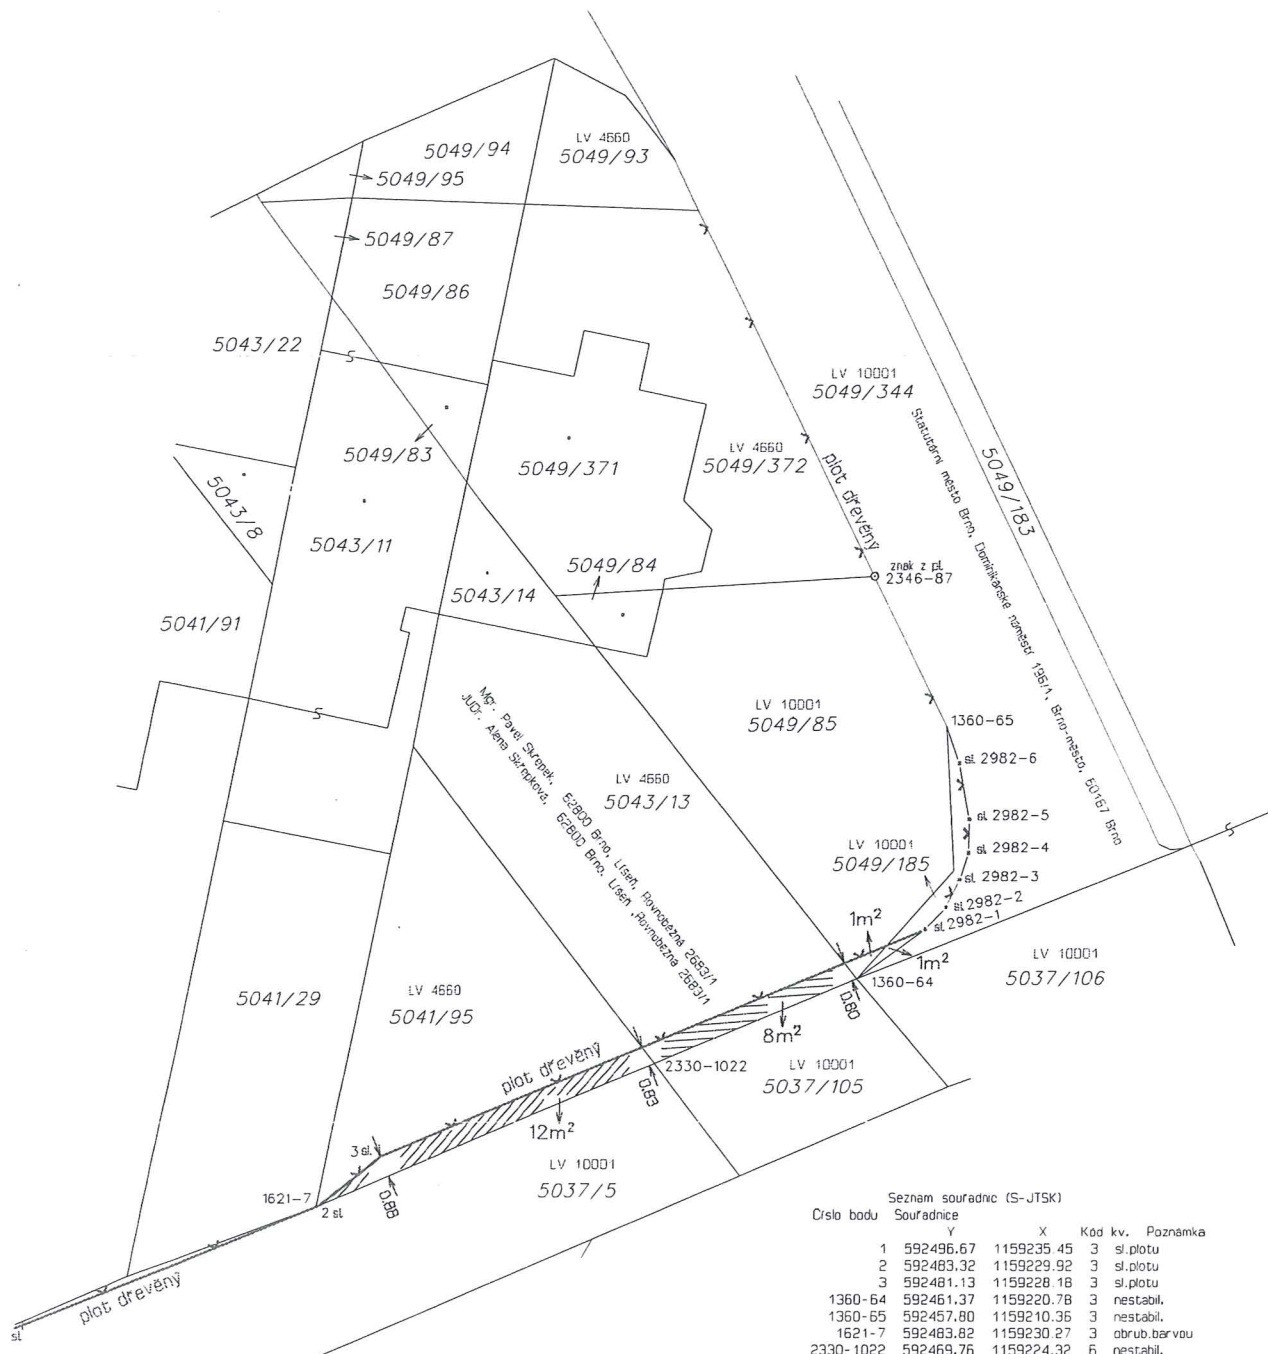 LV 4660
5049/94
5049/93
5049/95
5049/87
5049/86
5043/22
LV 10001
5049/344
Statutární město Brno, Dominikánské náměstí 196/1, Brno-město, 60167 Brno
5049/183
5049/83
5049/371
LV 4660
5049/372
plot dřevěný
5043/8
5043/11
5049/84
znak z pl.
2346-87
5043/14
5041/91
Mgr. Pavel Skřepek, 62800 Brno, Líšeň, Rovnoběžná 2683/1
JUDr. Alena Skřepková, 62800 Brno, Líšeň, Rovnoběžná 2683/1
LV 10001
5049/85
1360-65
sl. 2982-6
LV 4660
5043/13
sl. 2982-5
LV 10001
5049/185
sl. 2982-4
sl. 2982-3
sl. 2982-2
sl. 2982-1
1m²
1m²
LV 10001
5037/106
1360-64
0.80
5041/29
LV 4660
5041/95
8m²
plot dřevěný
2330-1022
LV 10001
5037/105
0.83
12m²
3 sl.
LV 10001
5037/5
1621-7
2 sl.
0.88
plot dřevěný
sl.
Seznam souřadnic (S-JTSK)
Číslo bodu Souřadnice
Y X Kód kv. Poznámka
1 592496.67 1159235.45 3 sl.plotu
2 592483.32 1159229.92 3 sl.plotu
3 592481.13 1159228.18 3 sl.plotu
1360-64 592461.37 1159220.78 3 nestabil.
1360-65 592457.80 1159210.36 3 nestabil.
1621-7 592483.82 1159230.27 3 obrub.barvou
2330-1022 592469.76 1159224.32 6 nestabil.